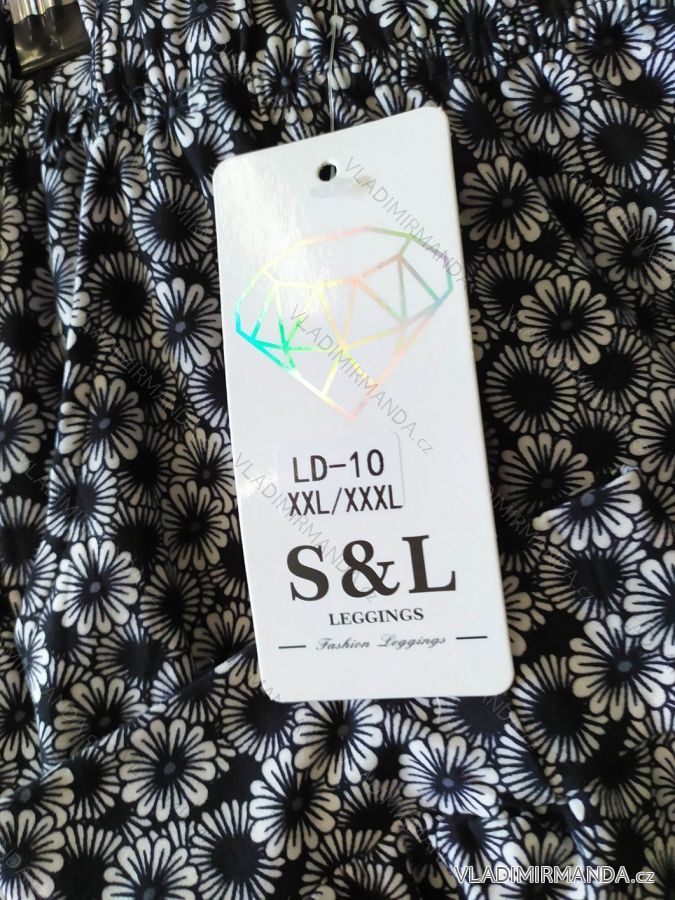 LD-10
XXL/XXXL
S&L
LEGGINGS
Fashion Leggings
VLADIMIRMANDA.cz